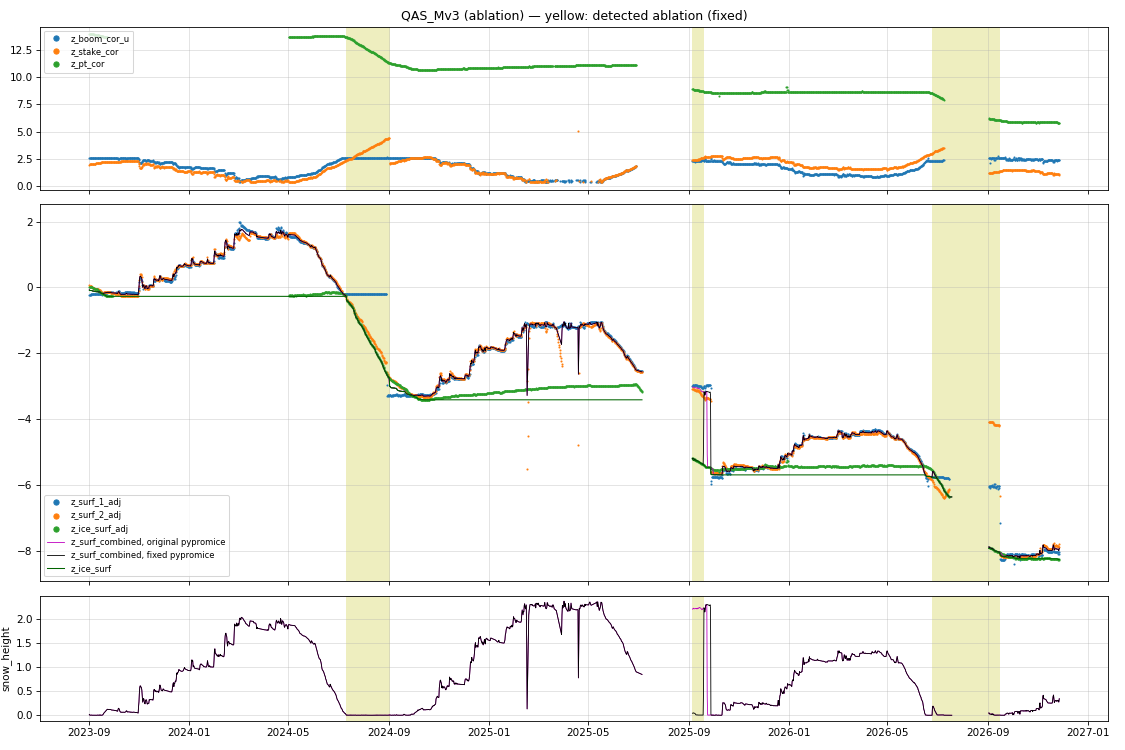 QAS_Mv3 (ablation) — yellow: detected ablation (fixed)
z_boom_cor_u
z_stake_cor
z_pt_cor
12.5
10.0
7.5
5.0
2.5
0.0
2
0
−2
−4
−6
−8
z_surf_1_adj
z_surf_2_adj
z_ice_surf_adj
z_surf_combined, original pypromice
z_surf_combined, fixed pypromice
z_ice_surf
snow_height
2.0
1.5
1.0
0.5
0.0
2023-09 2024-01 2024-05 2024-09 2025-01 2025-05 2025-09 2026-01 2026-05 2026-09 2027-01